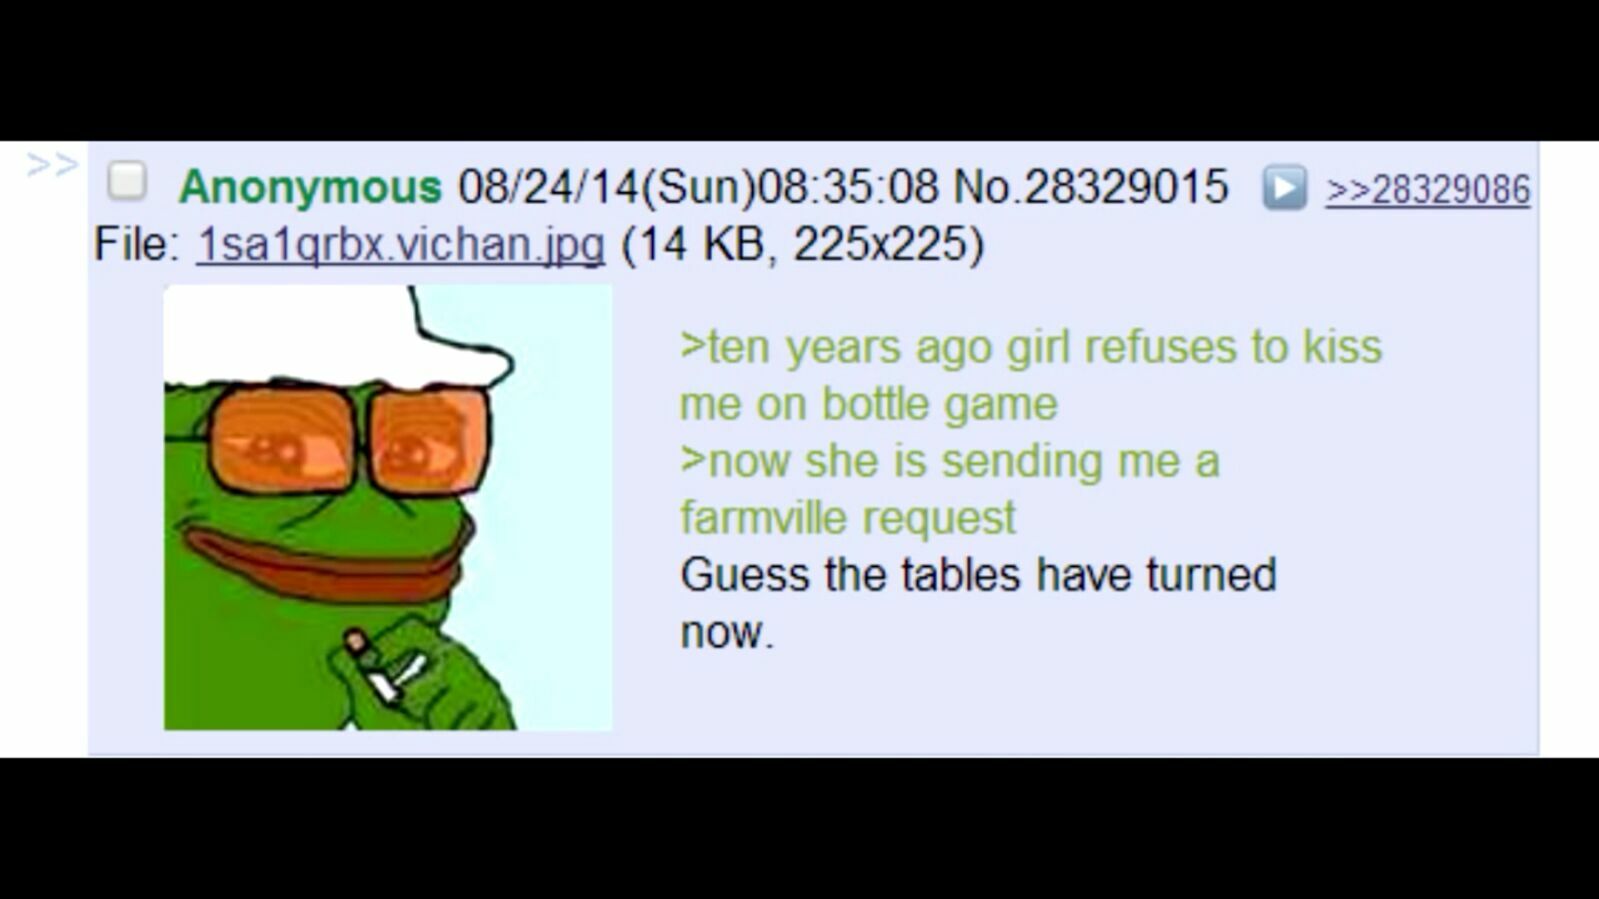 >> Anonymous 08/24/14(Sun)08:35:08 No.28329015 >>28329086
File: 1sa1qrbx.vichan.jpg (14 KB, 225x225)
>ten years ago girl refuses to kiss
me on bottle game
>now she is sending me a
farmville request
Guess the tables have turned
now.